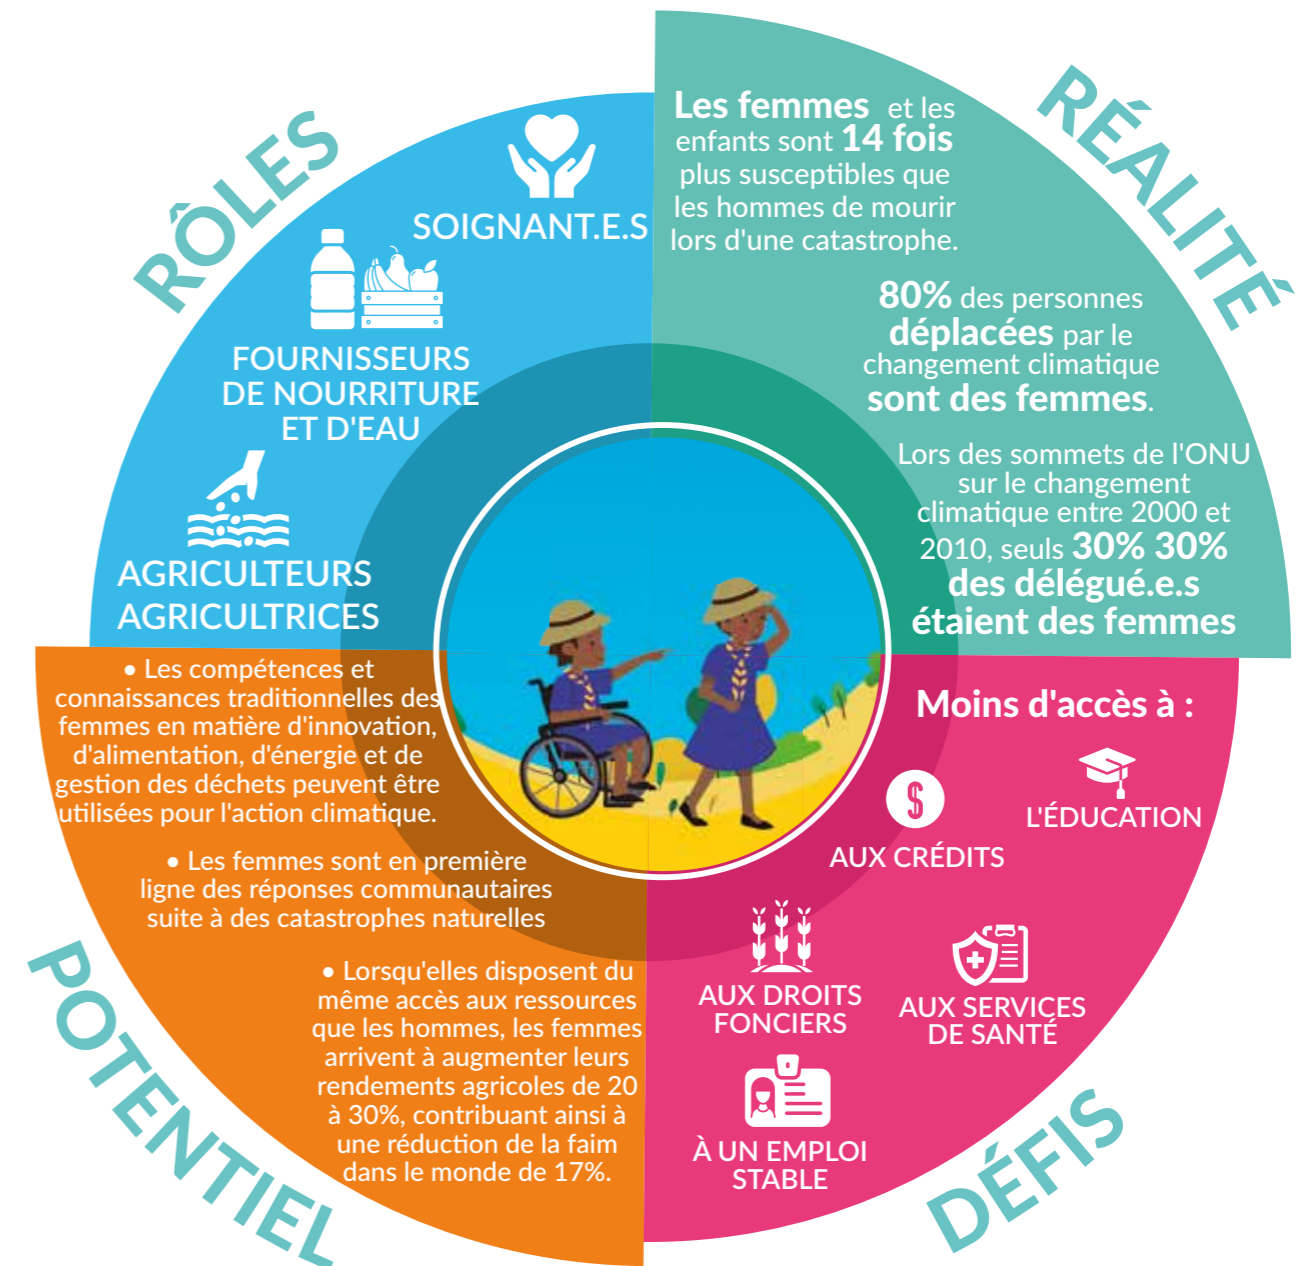 RÔLES
SOIGNANT.E.S
FOURNISSEURS
DE NOURRITURE
ET D'EAU
AGRICULTEURS
AGRICULTRICES
RÉALITÉ
Les femmes et les
enfants sont 14 fois
plus susceptibles que
les hommes de mourir
lors d'une catastrophe.
80% des personnes
déplacées par le
changement climatique
sont des femmes.
Lors des sommets de l'ONU
sur le changement
climatique entre 2000 et
2010, seuls 30% 30%
des délégué.e.s
étaient des femmes
POTENTIEL
• Les compétences et
connaissances traditionnelles des
femmes en matière d'innovation,
d'alimentation, d'énergie et de
gestion des déchets peuvent être
utilisées pour l'action climatique.
• Les femmes sont en première
ligne des réponses communautaires
suite à des catastrophes naturelles
• Lorsqu'elles disposent du
même accès aux ressources
que les hommes, les femmes
arrivent à augmenter leurs
rendements agricoles de 20
à 30%, contribuant ainsi à
une réduction de la faim
dans le monde de 17%.
DÉFIS
Moins d'accès à :
L'ÉDUCATION
$
AUX CRÉDITS
AUX DROITS
FONCIERS
AUX SERVICES
DE SANTÉ
À UN EMPLOI
STABLE